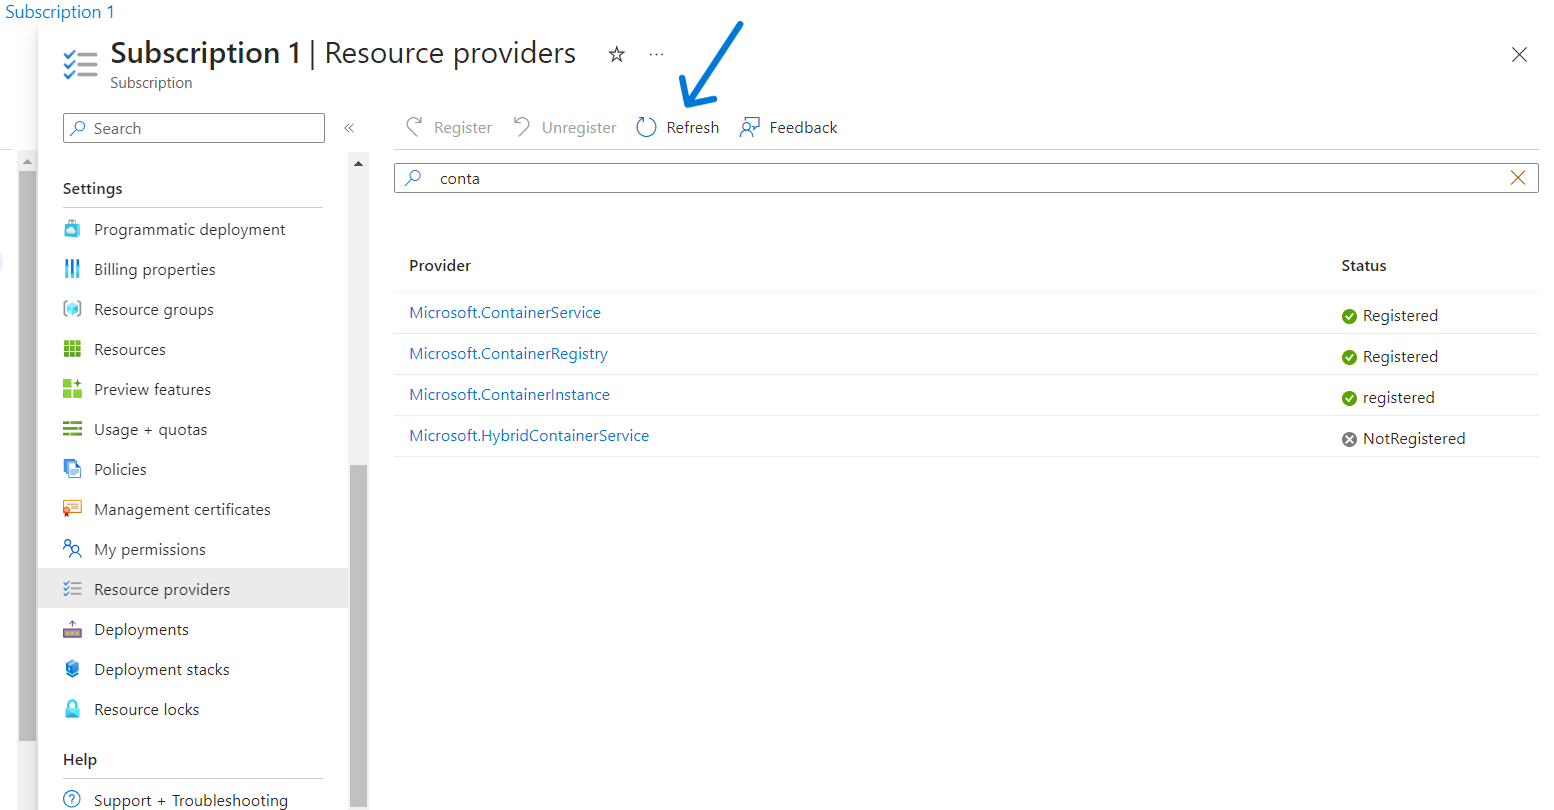 Subscription 1
Subscription 1 | Resource providers
Subscription
Search
Register
Unregister
Refresh
Feedback
conta
Settings
Programmatic deployment
Billing properties
Resource groups
Resources
Preview features
Usage + quotas
Policies
Management certificates
My permissions
Resource providers
Deployments
Deployment stacks
Resource locks
Help
Support + Troubleshooting
Provider Status
Microsoft.ContainerService Registered
Microsoft.ContainerRegistry Registered
Microsoft.ContainerInstance registered
Microsoft.HybridContainerService NotRegistered